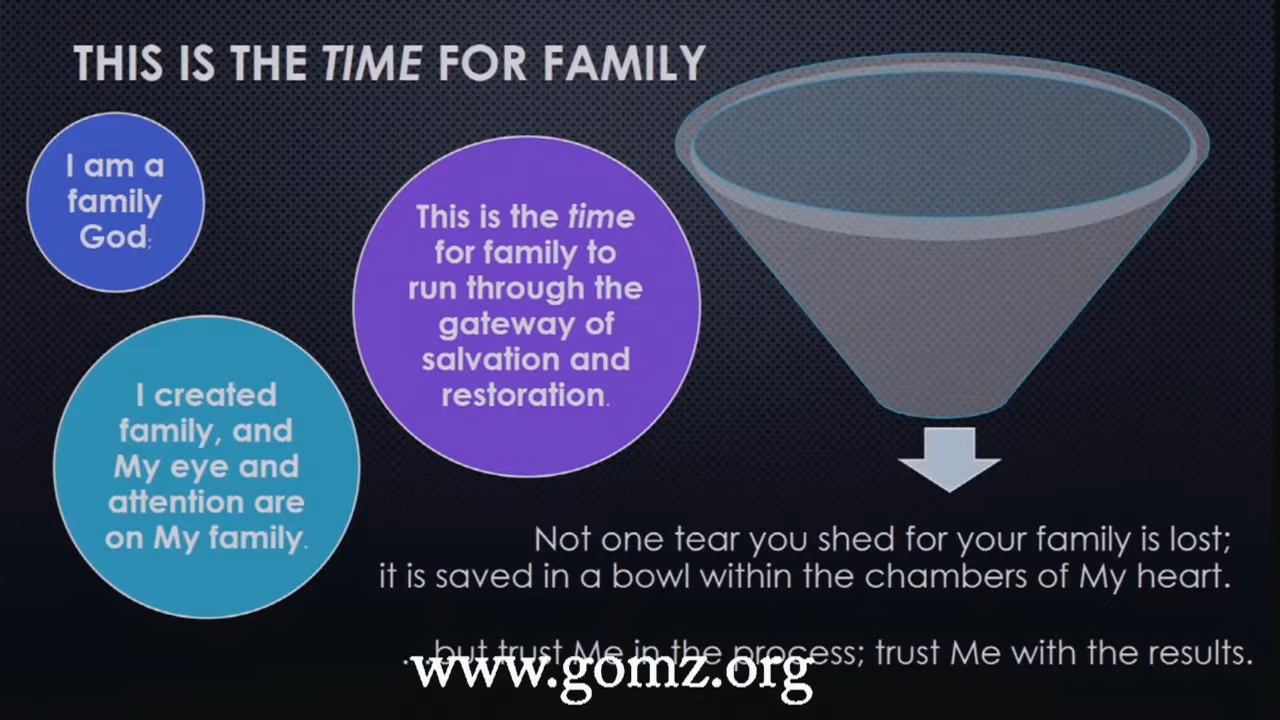 THIS IS THE TIME FOR FAMILY
I am a
family
God;
This is the time
for family to
run through the
gateway of
salvation and
restoration.
I created
family, and
My eye and
attention are
on My family.
Not one tear you shed for your family is lost;
it is saved in a bowl within the chambers of My heart.
...but trust Me in the process; trust Me with the results.
www.gomz.org